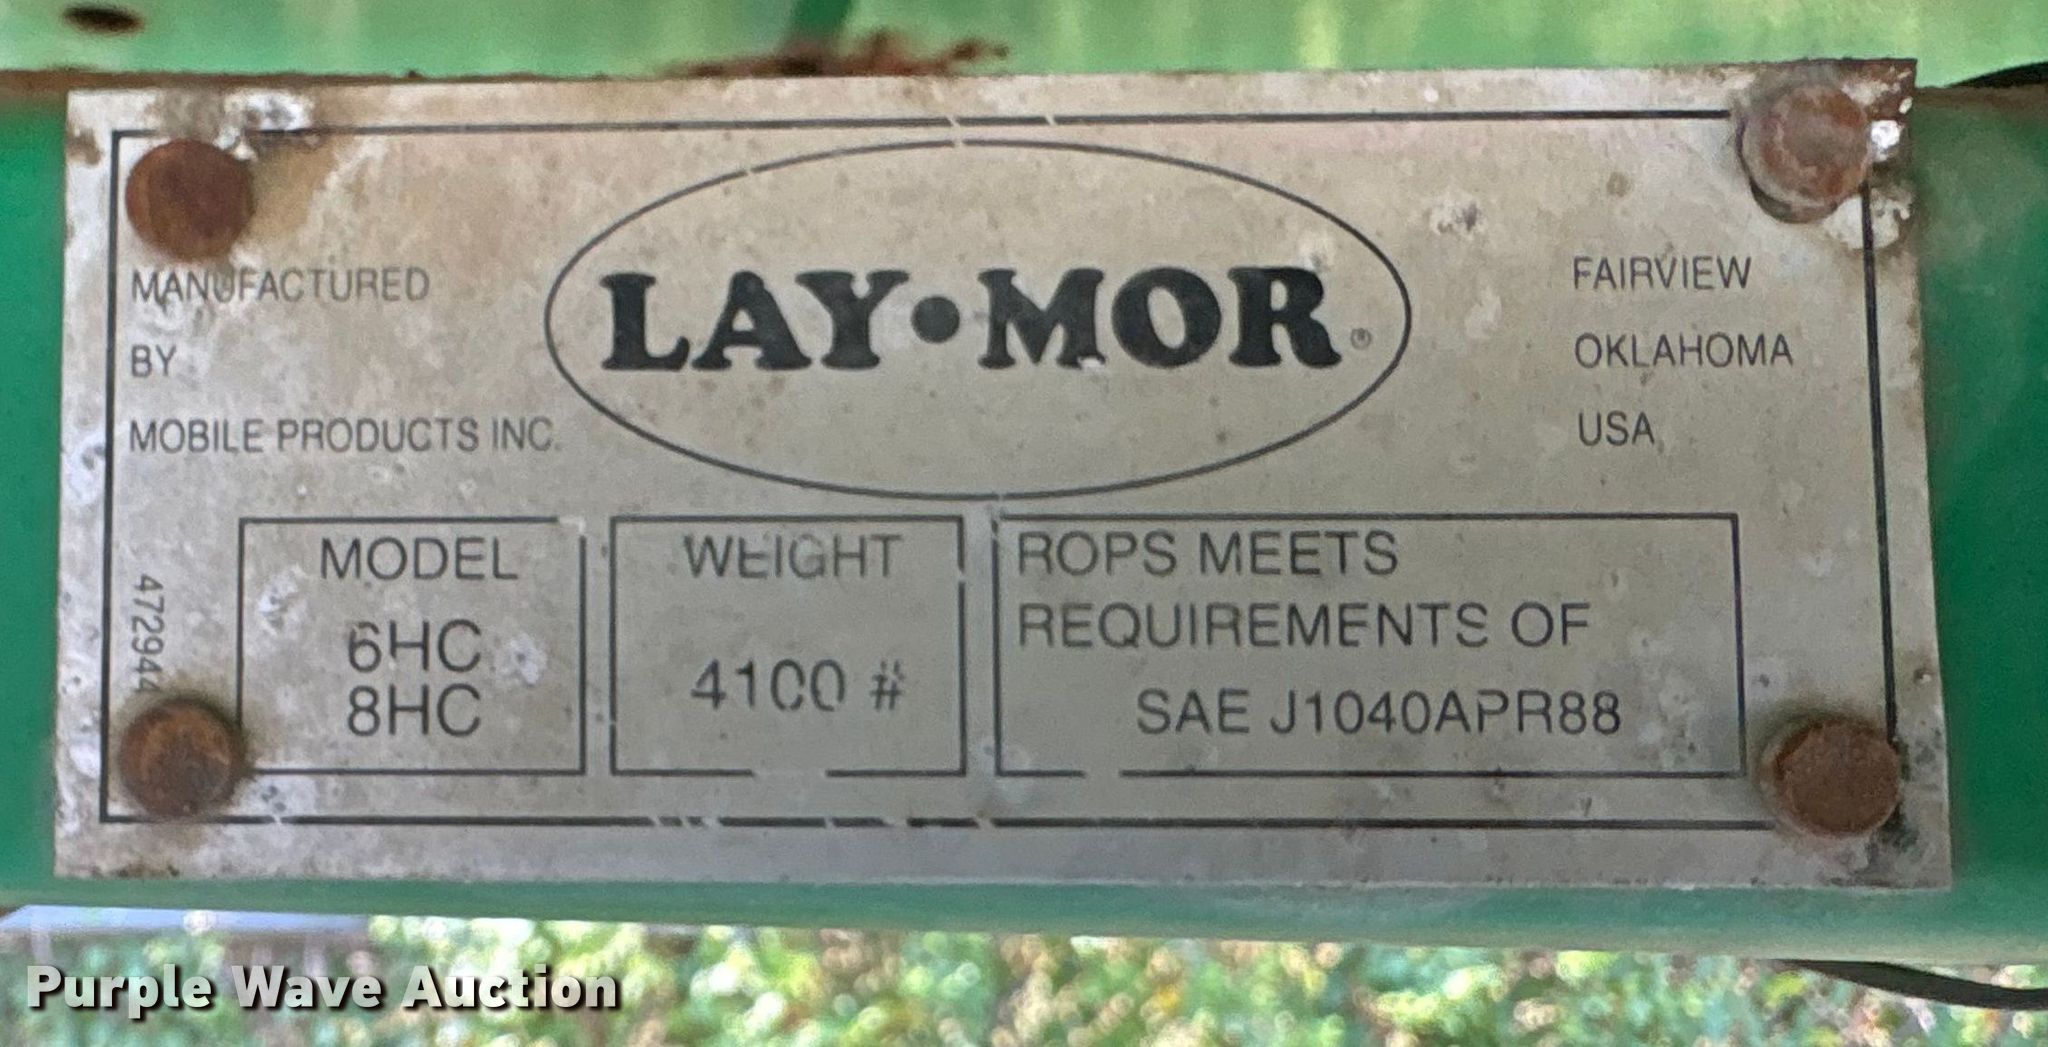 LAY•MOR®
MANUFACTURED
BY
MOBILE PRODUCTS INC.
FAIRVIEW
OKLAHOMA
USA
472944
MODEL
6HC
8HC
WEIGHT
4100 #
ROPS MEETS
REQUIREMENTS OF
SAE J1040APR88
Purple Wave Auction